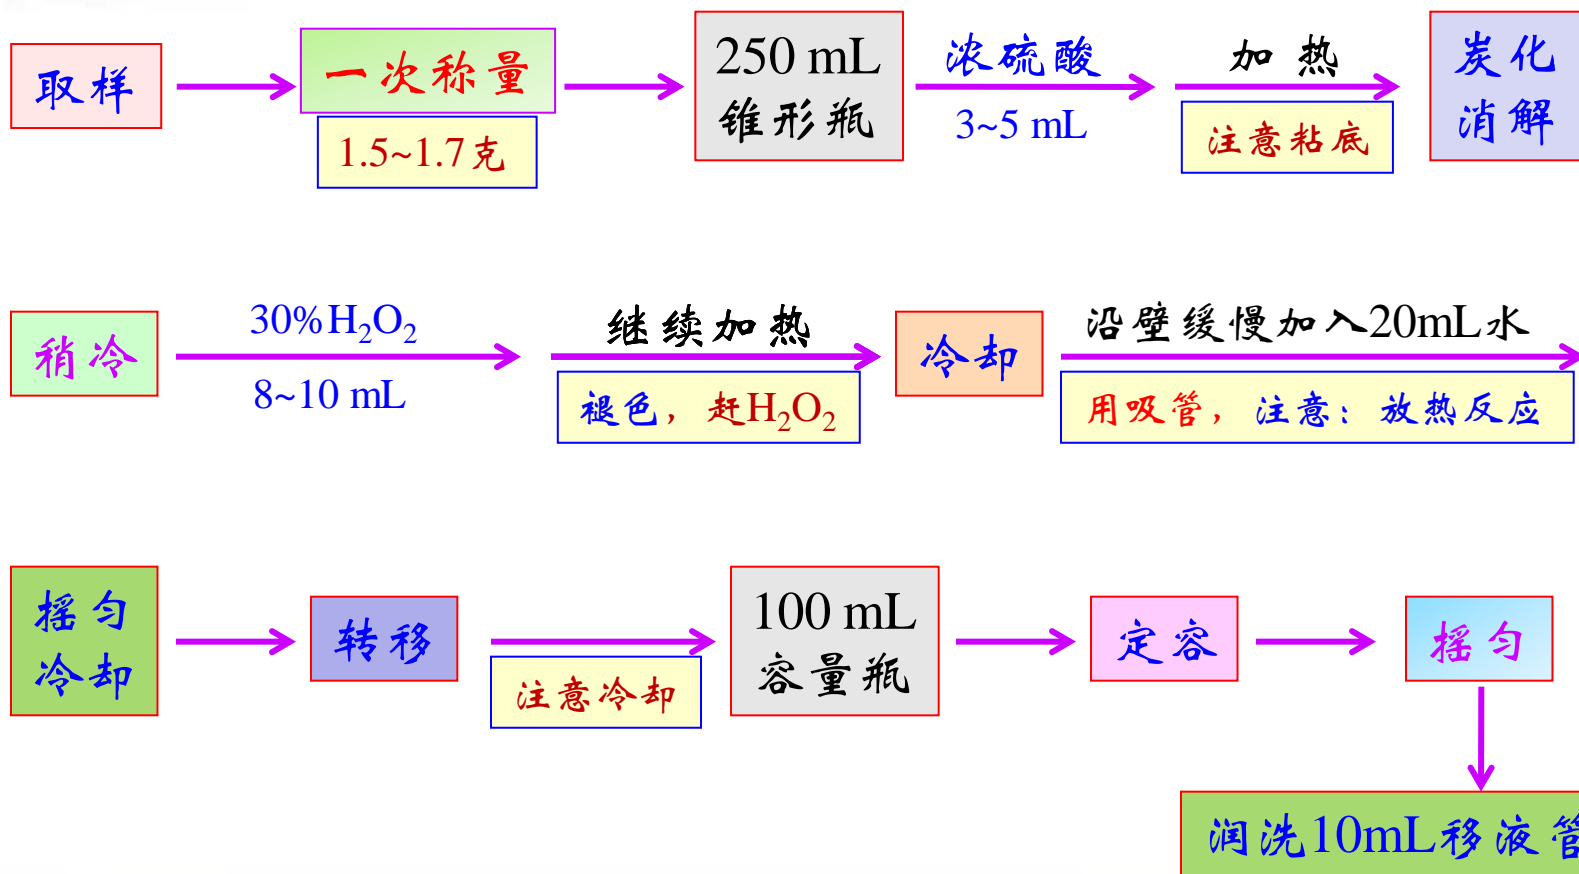 取样
一次称量
1.5~1.7克
250 mL
锥形瓶
浓硫酸
3~5 mL
加 热
注意粘底
炭化
消解
稍冷
30%H₂O₂
8~10 mL
继续加热
褪色，赶H₂O₂
冷却
沿壁缓慢加入20mL水
用吸管，注意：放热反应
摇匀
冷却
转移
注意冷却
100 mL
容量瓶
定容
摇匀
润洗10mL移液管